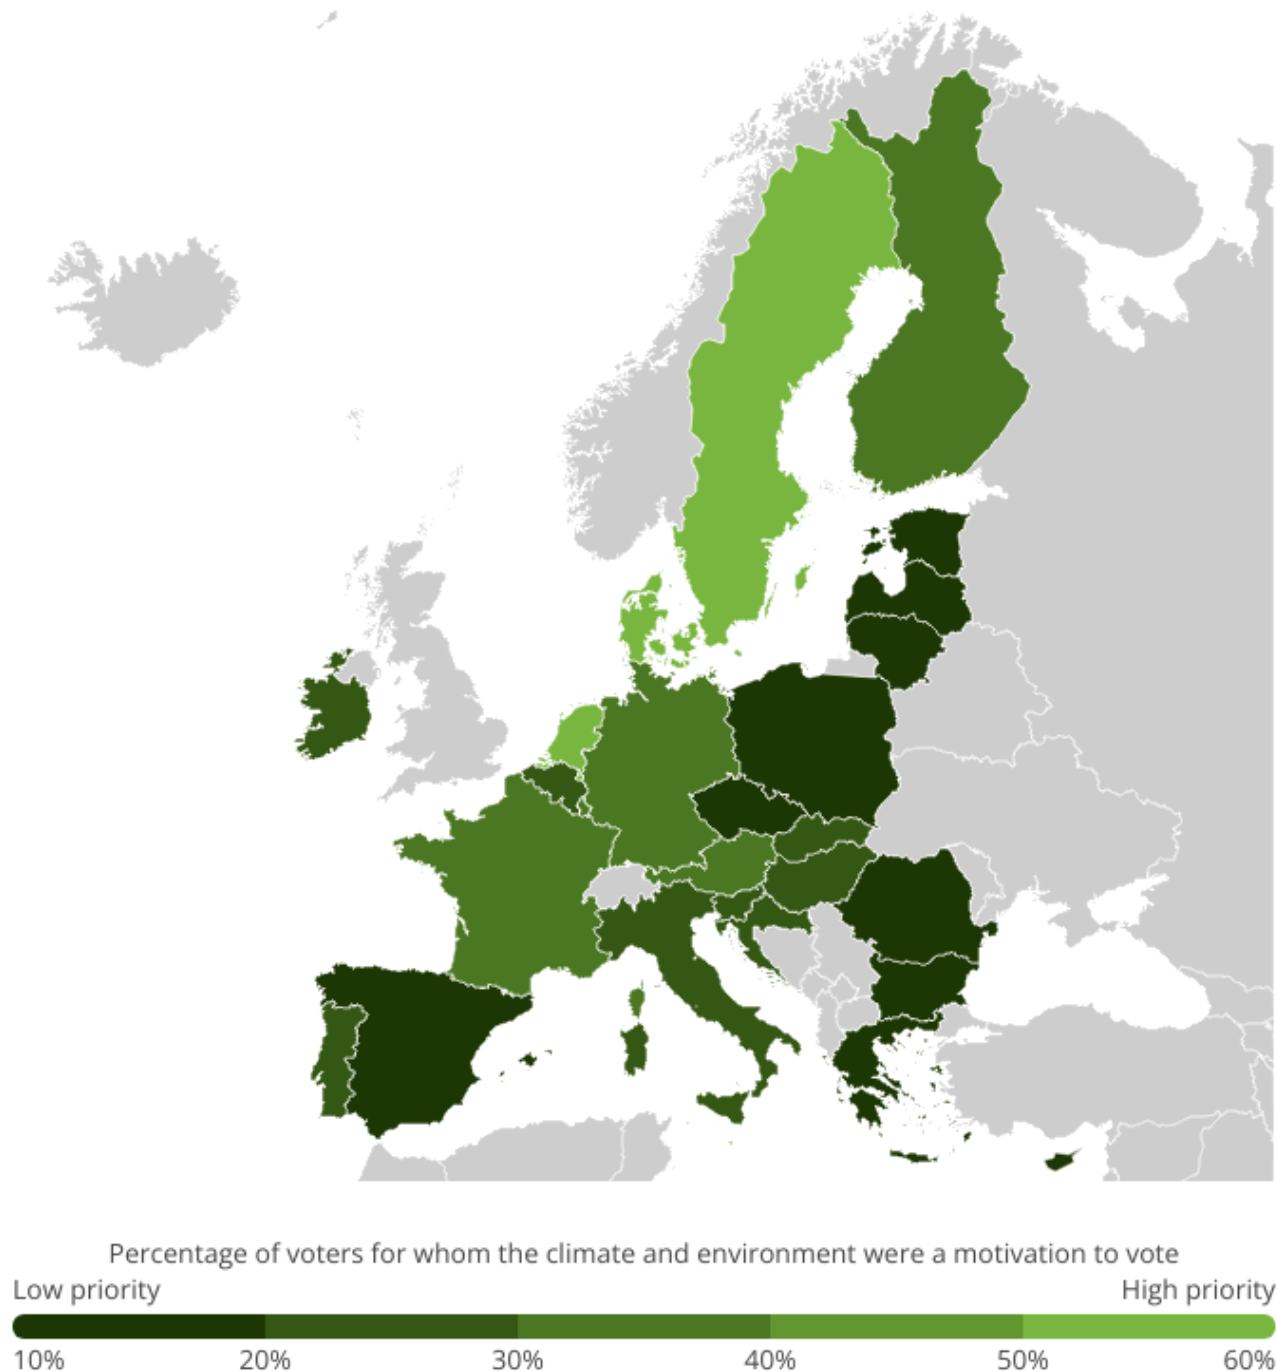 Percentage of voters for whom the climate and environment were a motivation to vote
Low priority High priority
10% 20% 30% 40% 50% 60%